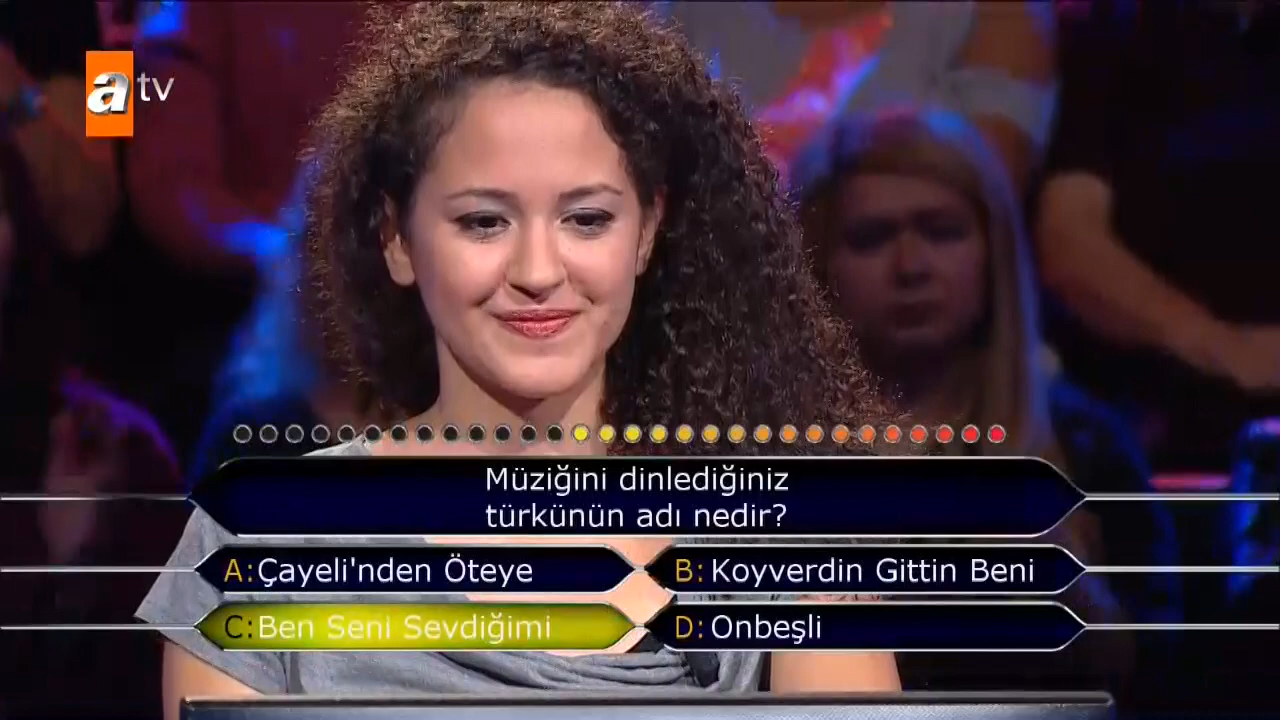 atv
Müziğini dinlediğiniz
türkünün adı nedir?
A:Çayeli'nden Öteye
B:Koyverdin Gittin Beni
C:Ben Seni Sevdiğimi
D:Onbeşli